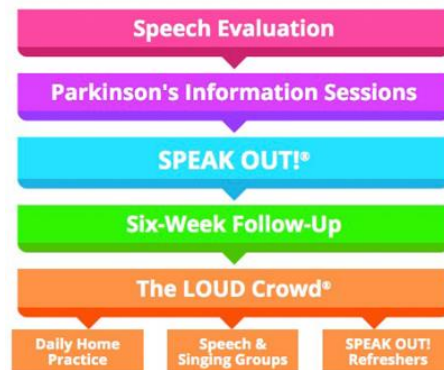 Speech Evaluation
Parkinson's Information Sessions
SPEAK OUT!®
Six-Week Follow-Up
The LOUD Crowd®
Daily Home
Practice
Speech &
Singing Groups
SPEAK OUT!
Refreshers